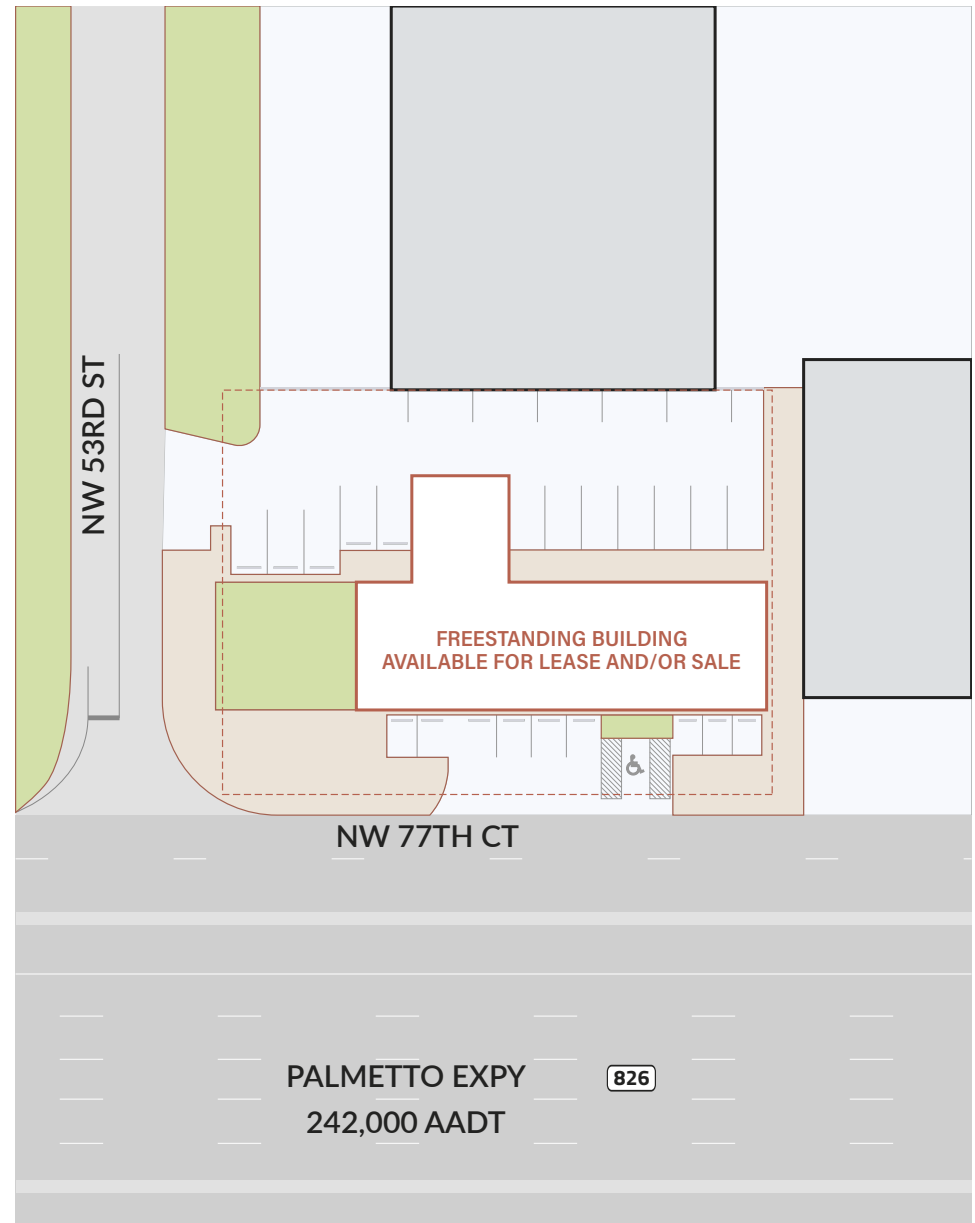 NW 53RD ST
FREESTANDING BUILDING
AVAILABLE FOR LEASE AND/OR SALE
NW 77TH CT
PALMETTO EXPY
826
242,000 AADT